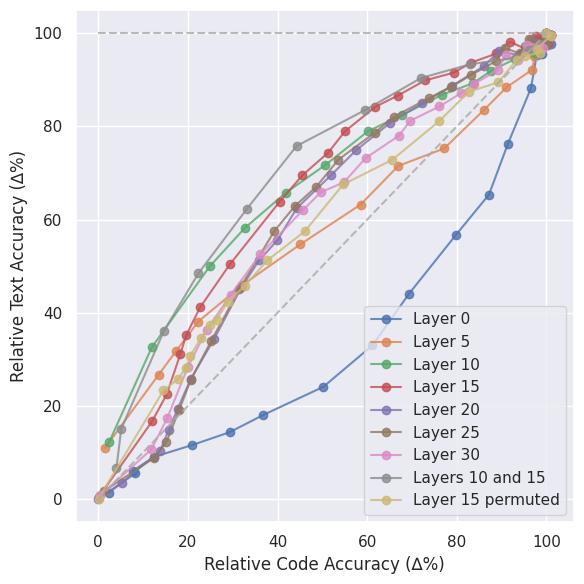 100
80
60
40
20
0
Relative Text Accuracy (Δ%)
Layer 0
Layer 5
Layer 10
Layer 15
Layer 20
Layer 25
Layer 30
Layers 10 and 15
Layer 15 permuted
0 20 40 60 80 100
Relative Code Accuracy (Δ%)